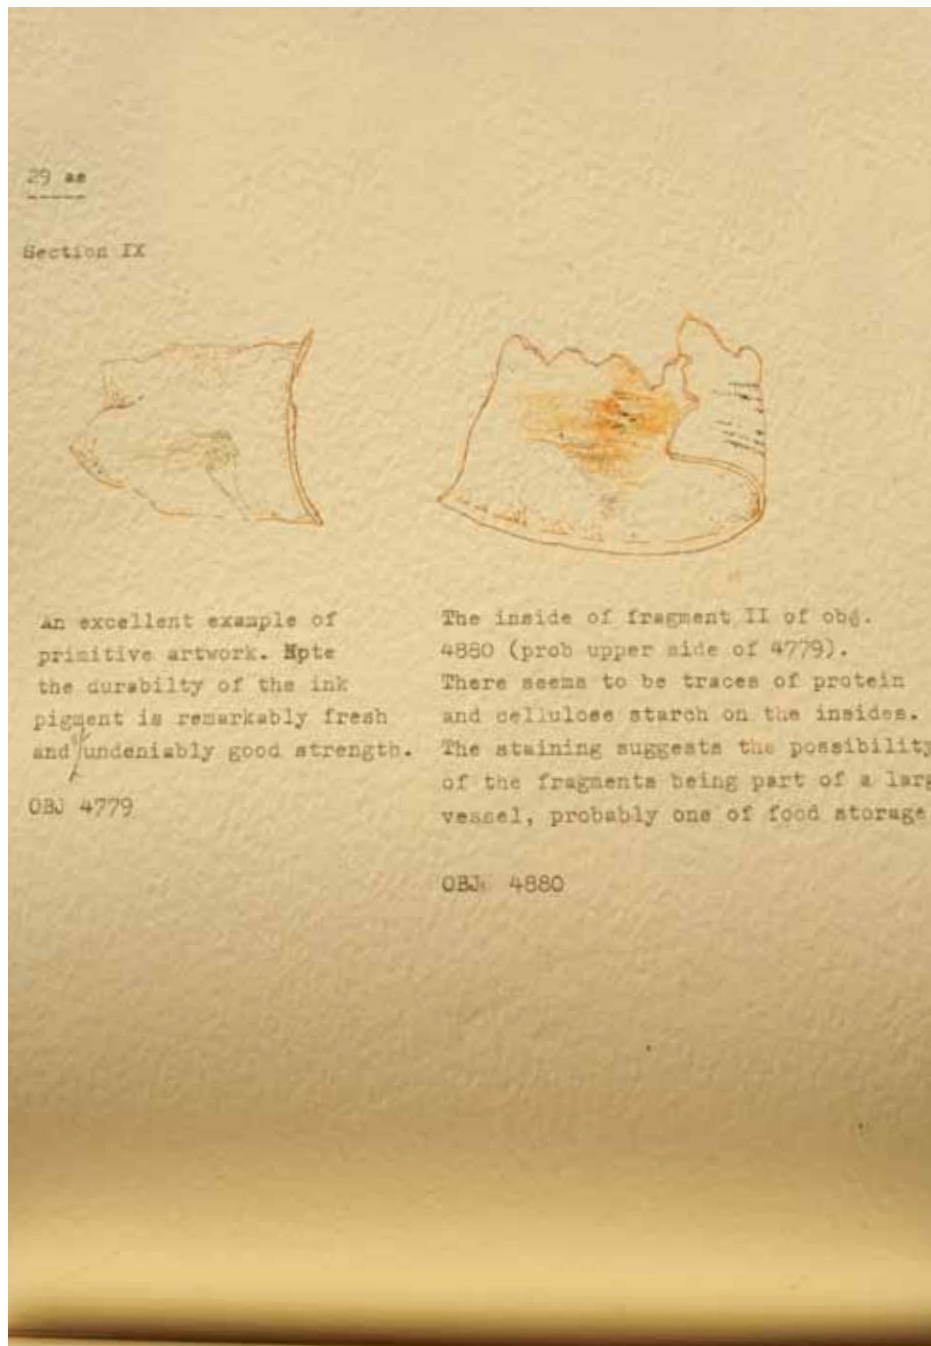 29 ae
Section IX
An excellent example of
primitive artwork. Npte
the durabilty of the ink
pigment is remarkably fresh
and of undeniably good strength.
OBJ 4779
The inside of fragment II of obj.
4880 (prob upper side of 4779).
There seems to be traces of protein
and cellulose starch on the insides.
The staining suggests the possibility
of the fragments being part of a larg
vessel, probably one of food storage
OBJ 4880